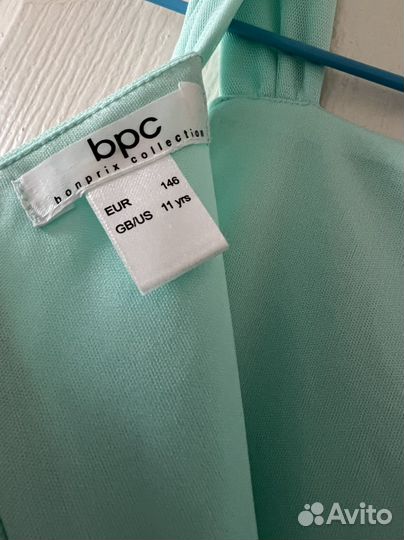 bpc
bonprix collection
EUR 146
GB/US 11 yrs
Avito